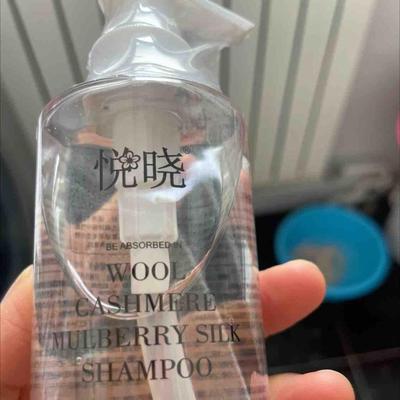 悦晓®
BE ABSORBED IN
WOOL
CASHMERE
MULBERRY SILK
SHAMPOO